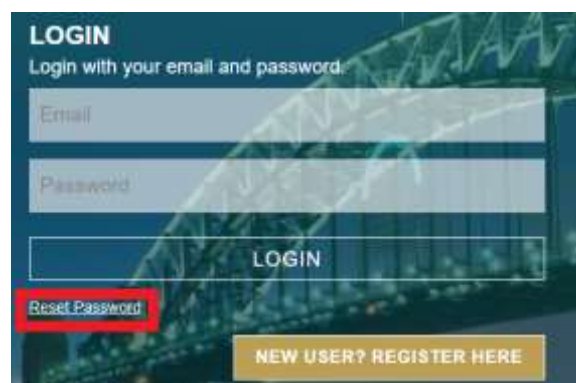 LOGIN
Login with your email and password.
Email
Password
LOGIN
Reset Password
NEW USER? REGISTER HERE